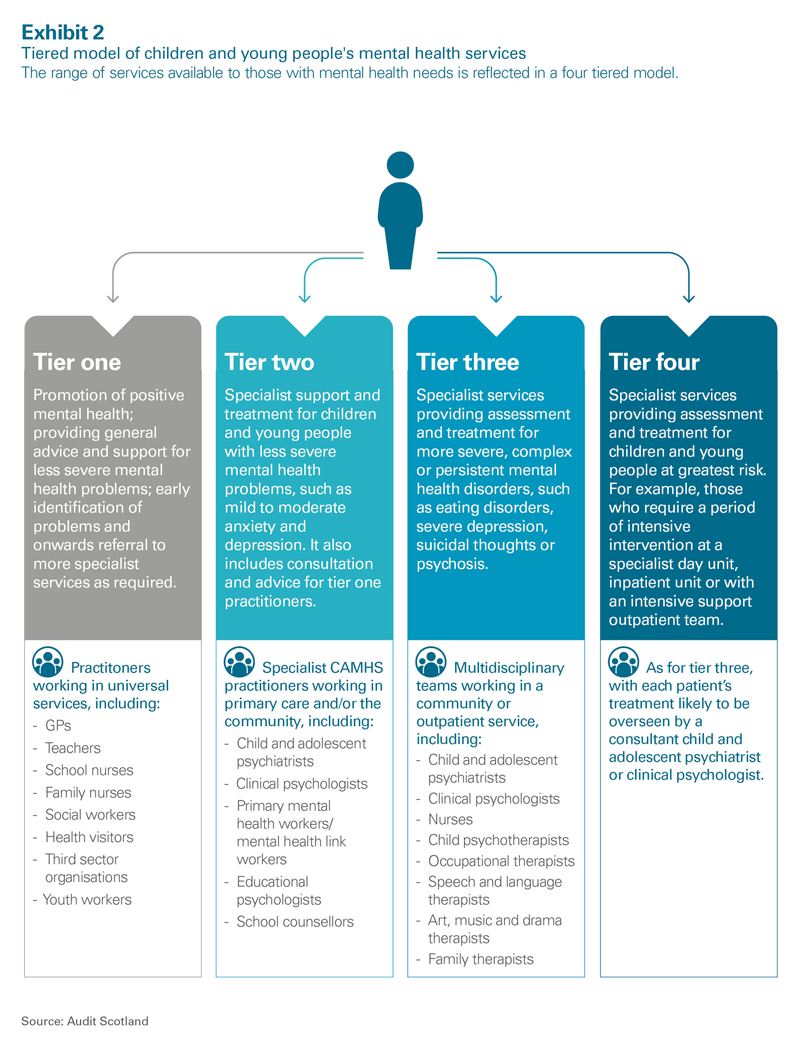 Exhibit 2
Tiered model of children and young people's mental health services
The range of services available to those with mental health needs is reflected in a four tiered model.
Tier one
Promotion of positive
mental health;
providing general
advice and support for
less severe mental
health problems; early
identification of
problems and
onwards referral to
more specialist
services as required.
Practitoners
working in universal
services, including:
- GPs
- Teachers
- School nurses
- Family nurses
- Social workers
- Health visitors
- Third sector
organisations
- Youth workers
Tier two
Specialist support and
treatment for children
and young people
with less severe
mental health
problems, such as
mild to moderate
anxiety and
depression. It also
includes consultation
and advice for tier one
practitioners.
Specialist CAMHS
practitioners working in
primary care and/or the
community, including:
- Child and adolescent
psychiatrists
- Clinical psychologists
- Primary mental
health workers/
mental health link
workers
- Educational
psychologists
- School counsellors
Tier three
Specialist services
providing assessment
and treatment for
more severe, complex
or persistent mental
health disorders, such
as eating disorders,
severe depression,
suicidal thoughts or
psychosis.
Multidisciplinary
teams working in a
community or
outpatient service,
including:
- Child and adolescent
psychiatrists
- Clinical psychologists
- Nurses
- Child psychotherapists
- Occupational therapists
- Speech and language
therapists
- Art, music and drama
therapists
- Family therapists
Tier four
Specialist services
providing assessment
and treatment for
children and young
people at greatest risk.
For example, those
who require a period
of intensive
intervention at a
specialist day unit,
inpatient unit or with
an intensive support
outpatient team.
As for tier three,
with each patient's
treatment likely to be
overseen by a
consultant child and
adolescent psychiatrist
or clinical psychologist.
Source: Audit Scotland